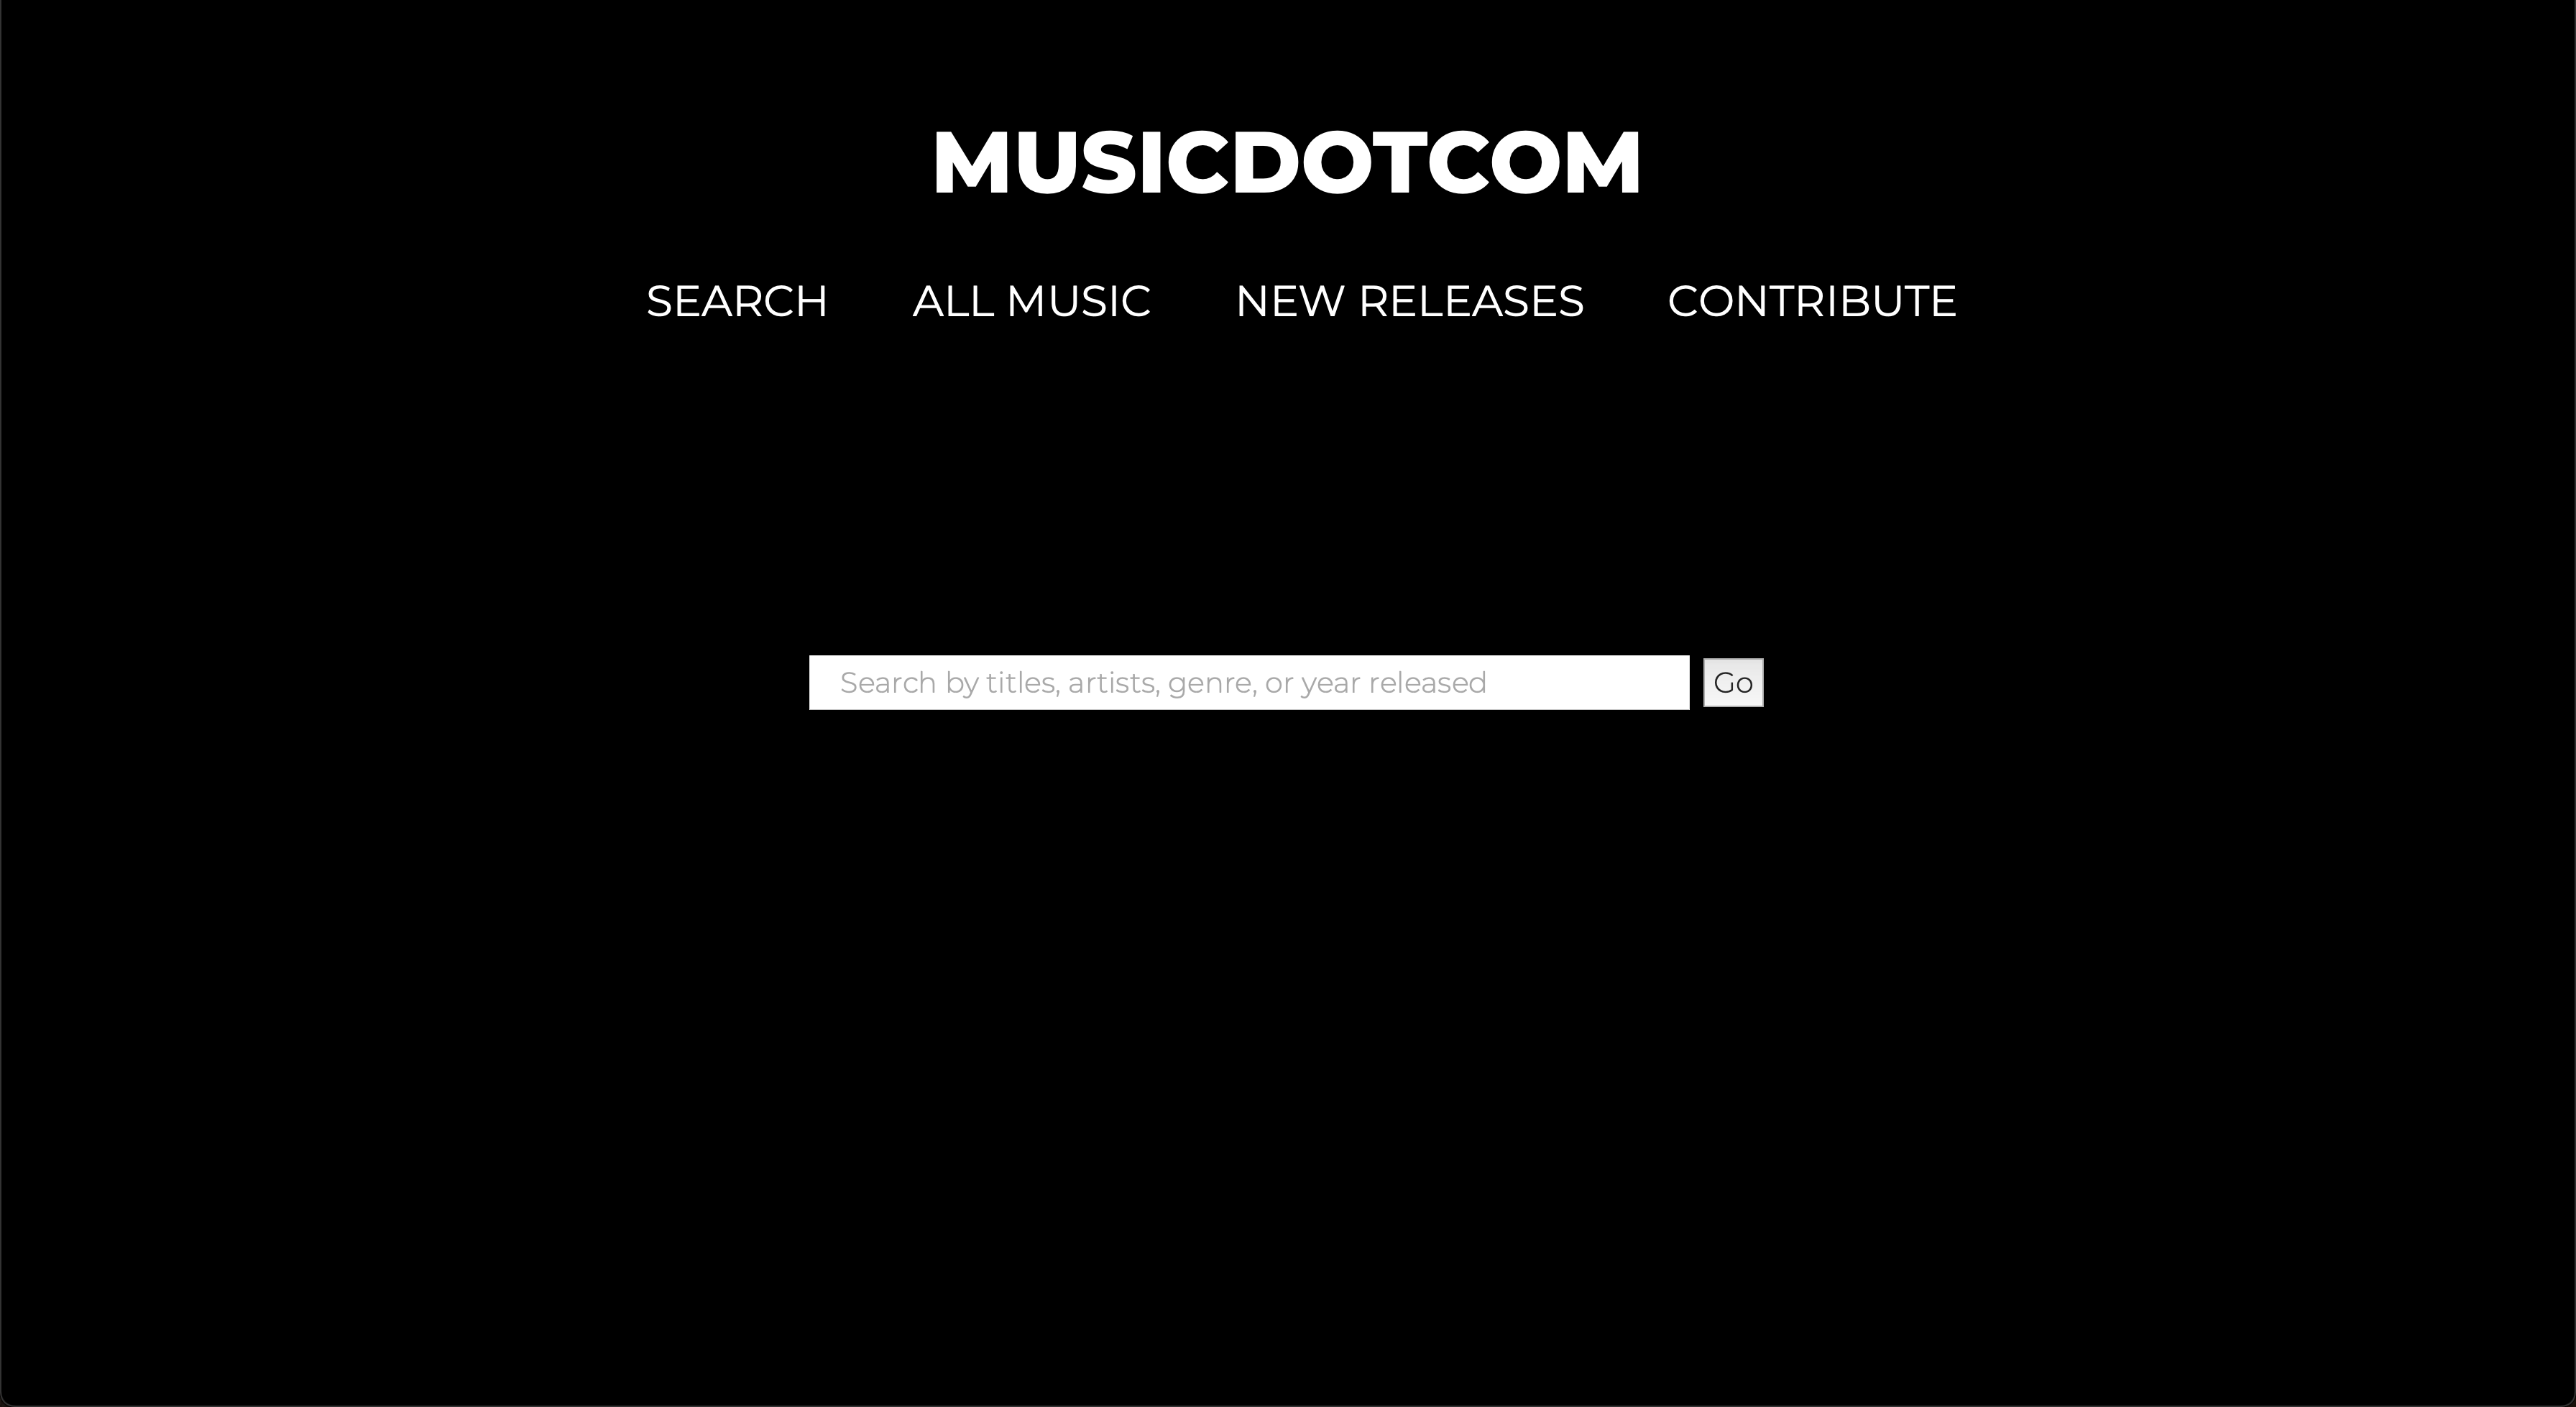 MUSICDOTCOM
SEARCH ALL MUSIC NEW RELEASES CONTRIBUTE
Search by titles, artists, genre, or year released Go